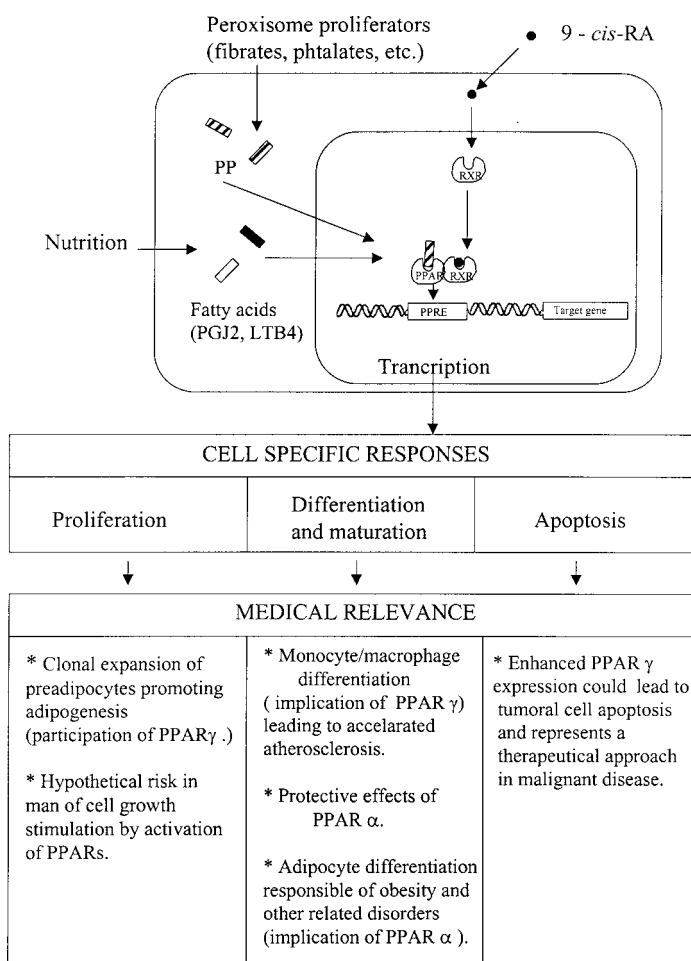 Peroxisome proliferators
(fibrates, phtalates, etc.)
9 - cis-RA
PP
RXR
Nutrition
PPAR
RXR
Fatty acids
(PGJ2, LTB4)
PPRE
Target gene
Trancription
CELL SPECIFIC RESPONSES
Proliferation
Differentiation
and maturation
Apoptosis
MEDICAL RELEVANCE
* Clonal expansion of
preadipocytes promoting
adipogenesis
(participation of PPARγ .)
* Hypothetical risk in
man of cell growth
stimulation by activation
of PPARs.
* Monocyte/macrophage
differentiation
( implication of PPAR γ)
leading to accelarated
atherosclerosis.
* Protective effects of
PPAR α.
* Adipocyte differentiation
responsible of obesity and
other related disorders
(implication of PPAR α ).
* Enhanced PPAR γ
expression could lead to
tumoral cell apoptosis
and represents a
therapeutical approach
in malignant disease.